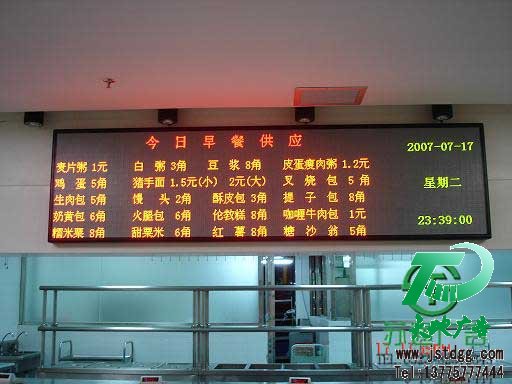 今日早餐供应
2007-07-17
麦片粥 1元 白粥 3角 豆浆 8角 皮蛋瘦肉粥 1.2元
鸡蛋 5角 猪手面 1.5元(小) 2元(大) 叉烧包 5角
星期二
生肉包 5角 馒头 2角 酥皮包 3角 提子包 8角
奶黄包 6角 火腿包 6角 伦教糕 8角 咖喱牛肉包 1元
23:39:00
糯米粟 8角 甜粟米 6角 红薯 8角 糖沙翁 5角
www.jstdgg.com
Tel:13775777444